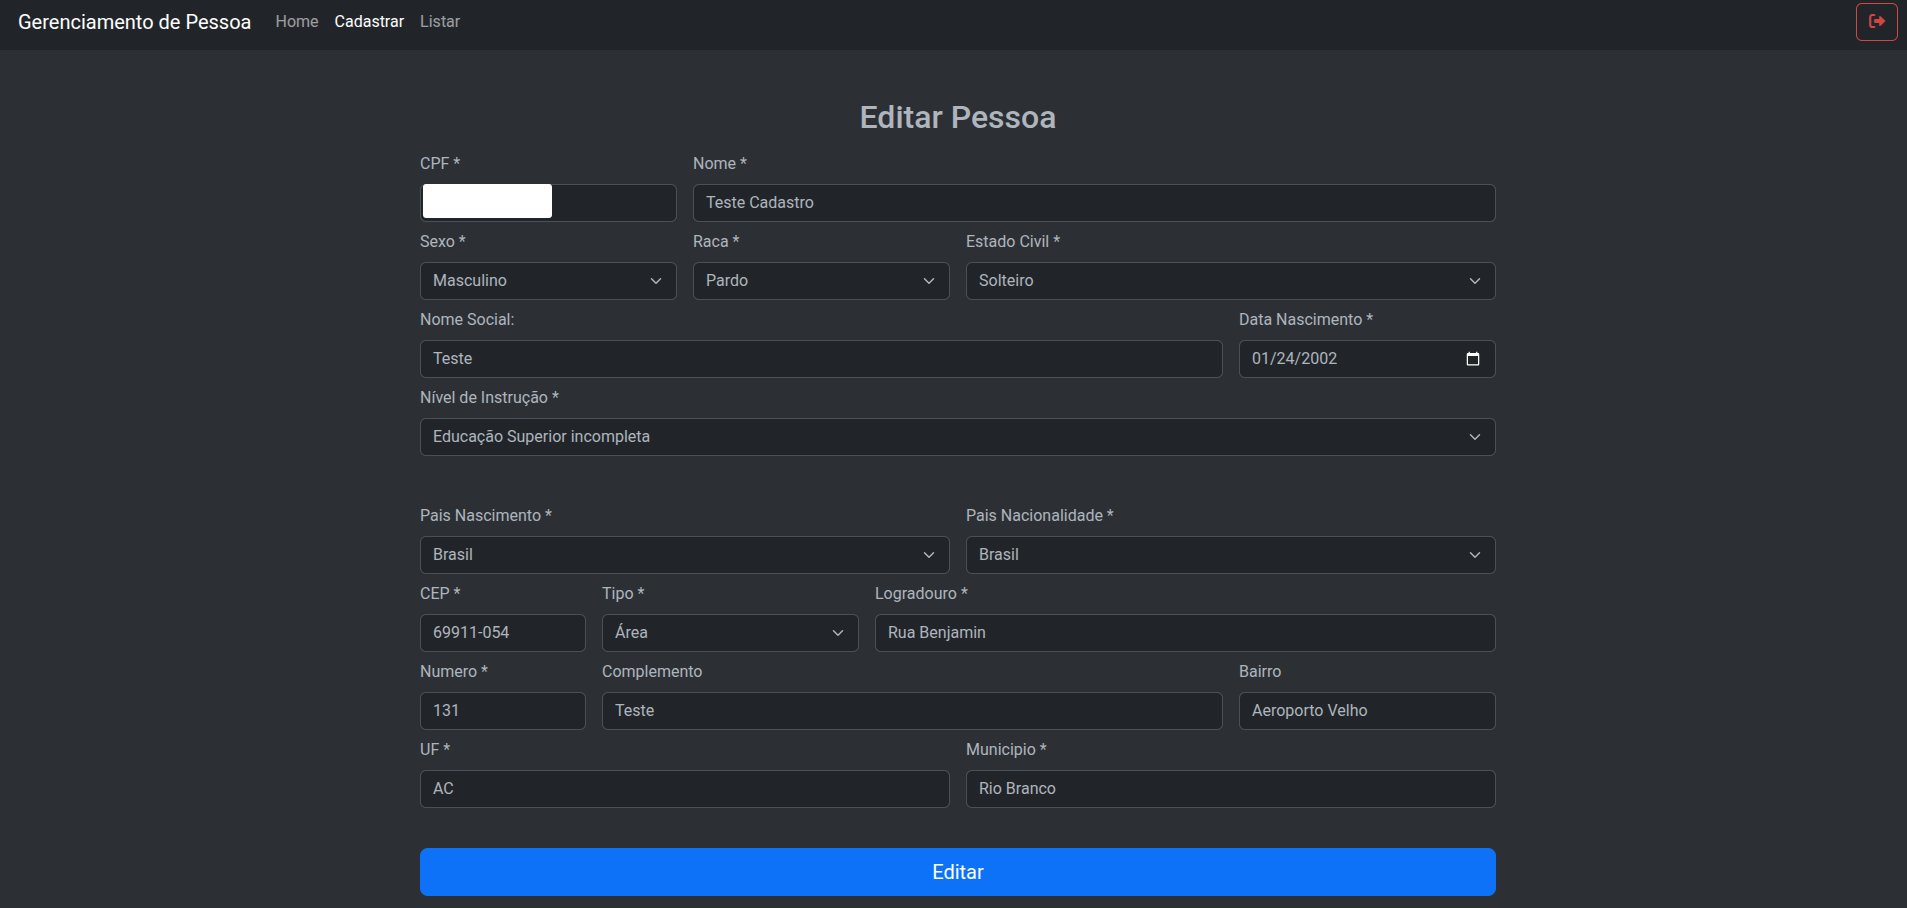 Gerenciamento de Pessoa Home Cadastrar Listar
Editar Pessoa
CPF * Nome *
Teste Cadastro
Sexo * Raca * Estado Civil *
Masculino Pardo Solteiro
Nome Social: Data Nascimento *
Teste 01/24/2002
Nível de Instrução *
Educação Superior incompleta
Pais Nascimento * Pais Nacionalidade *
Brasil Brasil
CEP * Tipo * Logradouro *
69911-054 Área Rua Benjamin
Numero * Complemento Bairro
131 Teste Aeroporto Velho
UF * Municipio *
AC Rio Branco
Editar